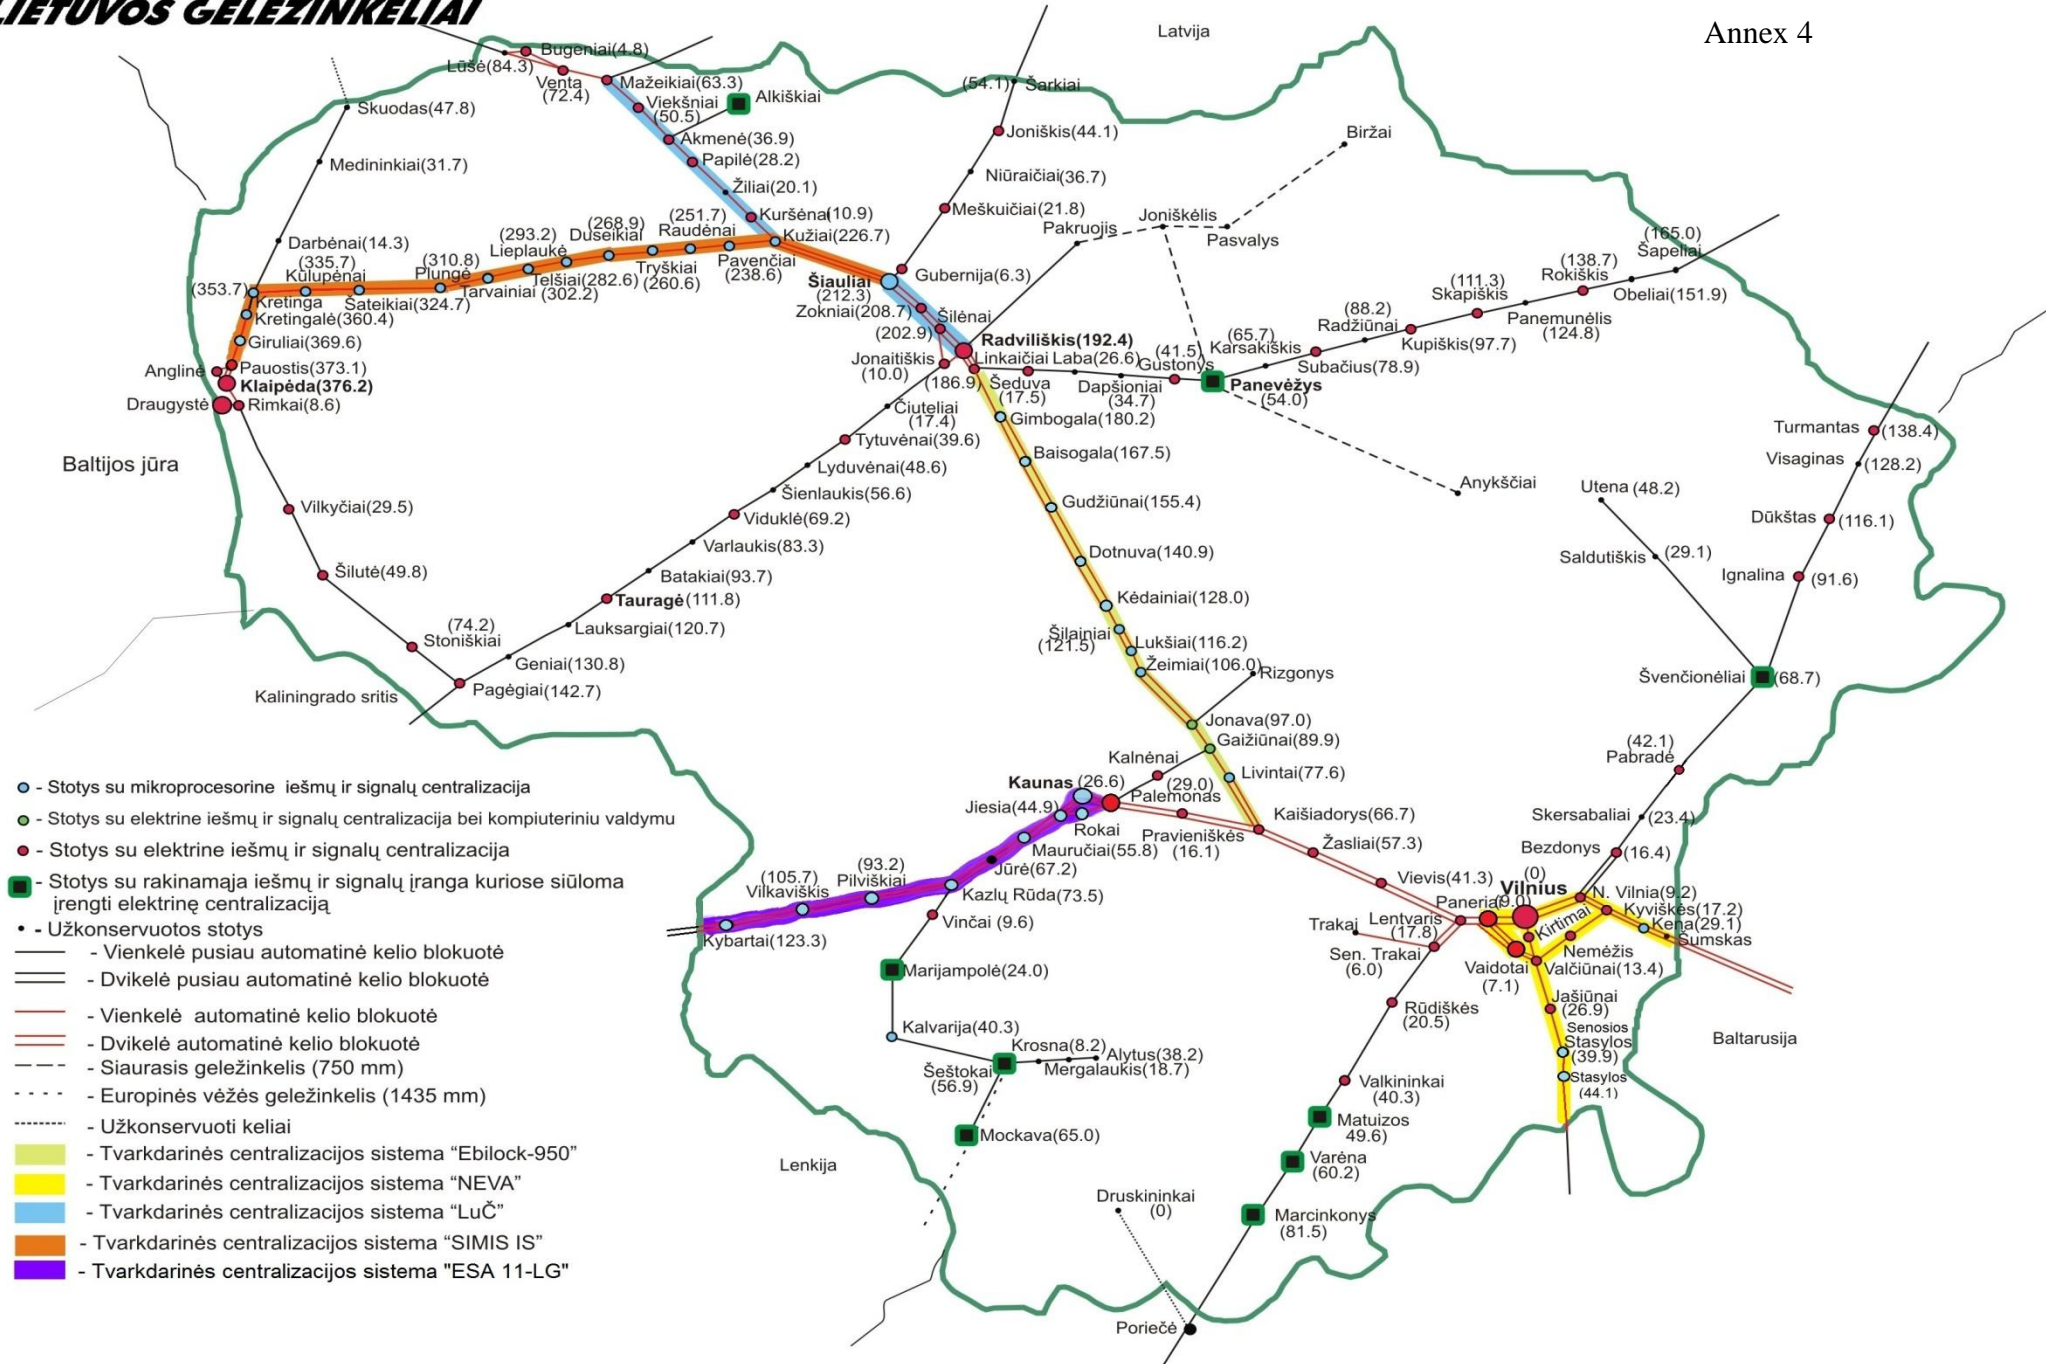 LIETUVOS GELEŽINKELIAI
Annex 4
Latvija
Bugeniai(4.8)
Lūšė(84.3)
Venta
(72.4)
Mažeikiai(63.3)
Viekšniai
(50.5)
Alkiškiai
Akmenė(36.9)
Papilė(28.2)
Žiliai(20.1)
Kuršėnai(10.9)
Kužiai(226.7)
Skuodas(47.8)
Medininkiai(31.7)
Darbėnai(14.3)
(54.1)
Šarkiai
Joniškis(44.1)
Niūraičiai(36.7)
Meškuičiai(21.8)
Gubernija(6.3)
Biržai
Joniškėlis
Pasvalys
Pakruojis
(353.7)
Kretinga
(335.7)
Kūlupėnai
Šateikiai(324.7)
(310.8)
Plungė
Tarvainiai
(302.2)
(293.2)
Lieplaukė
Telšiai(282.6)
(268.9)
Duseikiai
Tryškiai
(260.6)
(251.7)
Raudėnai
Pavenčiai
(238.6)
Kretingalė(360.4)
Giruliai(369.6)
Pauostis(373.1)
Anglinė
Klaipėda(376.2)
Draugystė
Rimkai(8.6)
Šiauliai
(212.3)
Zokniai(208.7)
Šilėnai
(202.9)
Radviliškis(192.4)
Jonaitiškis
(10.0)
Linkaičiai
(186.9)
Laba(26.6)
Šeduva
(17.5)
Dapšioniai
(34.7)
(41.5)
Gustonys
Panevėžys
(54.0)
(65.7)
Karsakiškis
Subačius(78.9)
(88.2)
Radžiūnai
Kupiškis(97.7)
(111.3)
Skapiškis
Panemunėlis
(124.8)
(138.7)
Rokiškis
Obeliai(151.9)
(165.0)
Šapeliai
Čiuteliai
(17.4)
Tytuvėnai(39.6)
Lyduvėnai(48.6)
Šienlaukis(56.6)
Viduklė(69.2)
Varlaukis(83.3)
Batakiai(93.7)
Tauragė(111.8)
Lauksargiai(120.7)
Geniai(130.8)
Pagėgiai(142.7)
Baltijos jūra
Vilkyčiai(29.5)
Šilutė(49.8)
(74.2)
Stoniškiai
Kaliningrado sritis
Gimbogala(180.2)
Baisogala(167.5)
Gudžiūnai(155.4)
Dotnuva(140.9)
Kėdainiai(128.0)
Šilainiai
(121.5)
Lukšiai(116.2)
Žeimiai(106.0)
Rizgonys
Jonava(97.0)
Gaižiūnai(89.9)
Livintai(77.6)
Kaišiadorys(66.7)
Anykščiai
Turmantas
(138.4)
Visaginas
(128.2)
Utena (48.2)
Dūkštas
(116.1)
Saldutiškis
(29.1)
Ignalina
(91.6)
Švenčionėliai
(68.7)
(42.1)
Pabradė
Skersabaliai
(23.4)
Bezdonys
(16.4)
Kalnėnai
(29.0)
Kaunas (26.6)
Palemonas
Jiesia(44.9)
Rokai
Pravieniškės
(16.1)
Mauručiai(55.8)
Jūrė(67.2)
Kazlų Rūda(73.5)
(93.2)
Pilviškiai
(105.7)
Vilkaviškis
Kybartai(123.3)
Vinčai (9.6)
Marijampolė(24.0)
Kalvarija(40.3)
Krosna(8.2)
Alytus(38.2)
Mergalaukis(18.7)
Šeštokai
(56.9)
Mockava(65.0)
Lenkija
Žasliai(57.3)
Vievis(41.3)
(0)
Vilnius
Paneriai
(9.0)
N. Vilnia(9.2)
Kyviškės(17.2)
Kena(29.1)
Šumskas
Kirtimai
Nemėžis
Trakai
Lentvaris
(17.8)
Sen. Trakai
(6.0)
Vaidotai
(7.1)
Valčiūnai(13.4)
Jašiūnai
(26.9)
Senosios
Stasylos
(39.9)
Stasylos
(44.1)
Rūdiškės
(20.5)
Valkininkai
(40.3)
Matuizos
49.6)
Varėna
(60.2)
Marcinkonys
(81.5)
Druskininkai
(0)
Poriečė
Baltarusija
- Stotys su mikroprocesorine iešmų ir signalų centralizacija
- Stotys su elektrine iešmų ir signalų centralizacija bei kompiuteriniu valdymu
- Stotys su elektrine iešmų ir signalų centralizacija
- Stotys su rakinamąja iešmų ir signalų įranga kuriose siūloma
įrengti elektrinę centralizaciją
- Užkonservuotos stotys
- Vienkelė pusiau automatinė kelio blokuotė
- Dvikelė pusiau automatinė kelio blokuotė
- Vienkelė automatinė kelio blokuotė
- Dvikelė automatinė kelio blokuotė
- Siaurasis geležinkelis (750 mm)
- Europinės vėžės geležinkelis (1435 mm)
- Užkonservuoti keliai
- Tvarkdarinės centralizacijos sistema “Ebilock-950”
- Tvarkdarinės centralizacijos sistema “NEVA”
- Tvarkdarinės centralizacijos sistema “LuČ”
- Tvarkdarinės centralizacijos sistema “SIMIS IS”
- Tvarkdarinės centralizacijos sistema "ESA 11-LG"